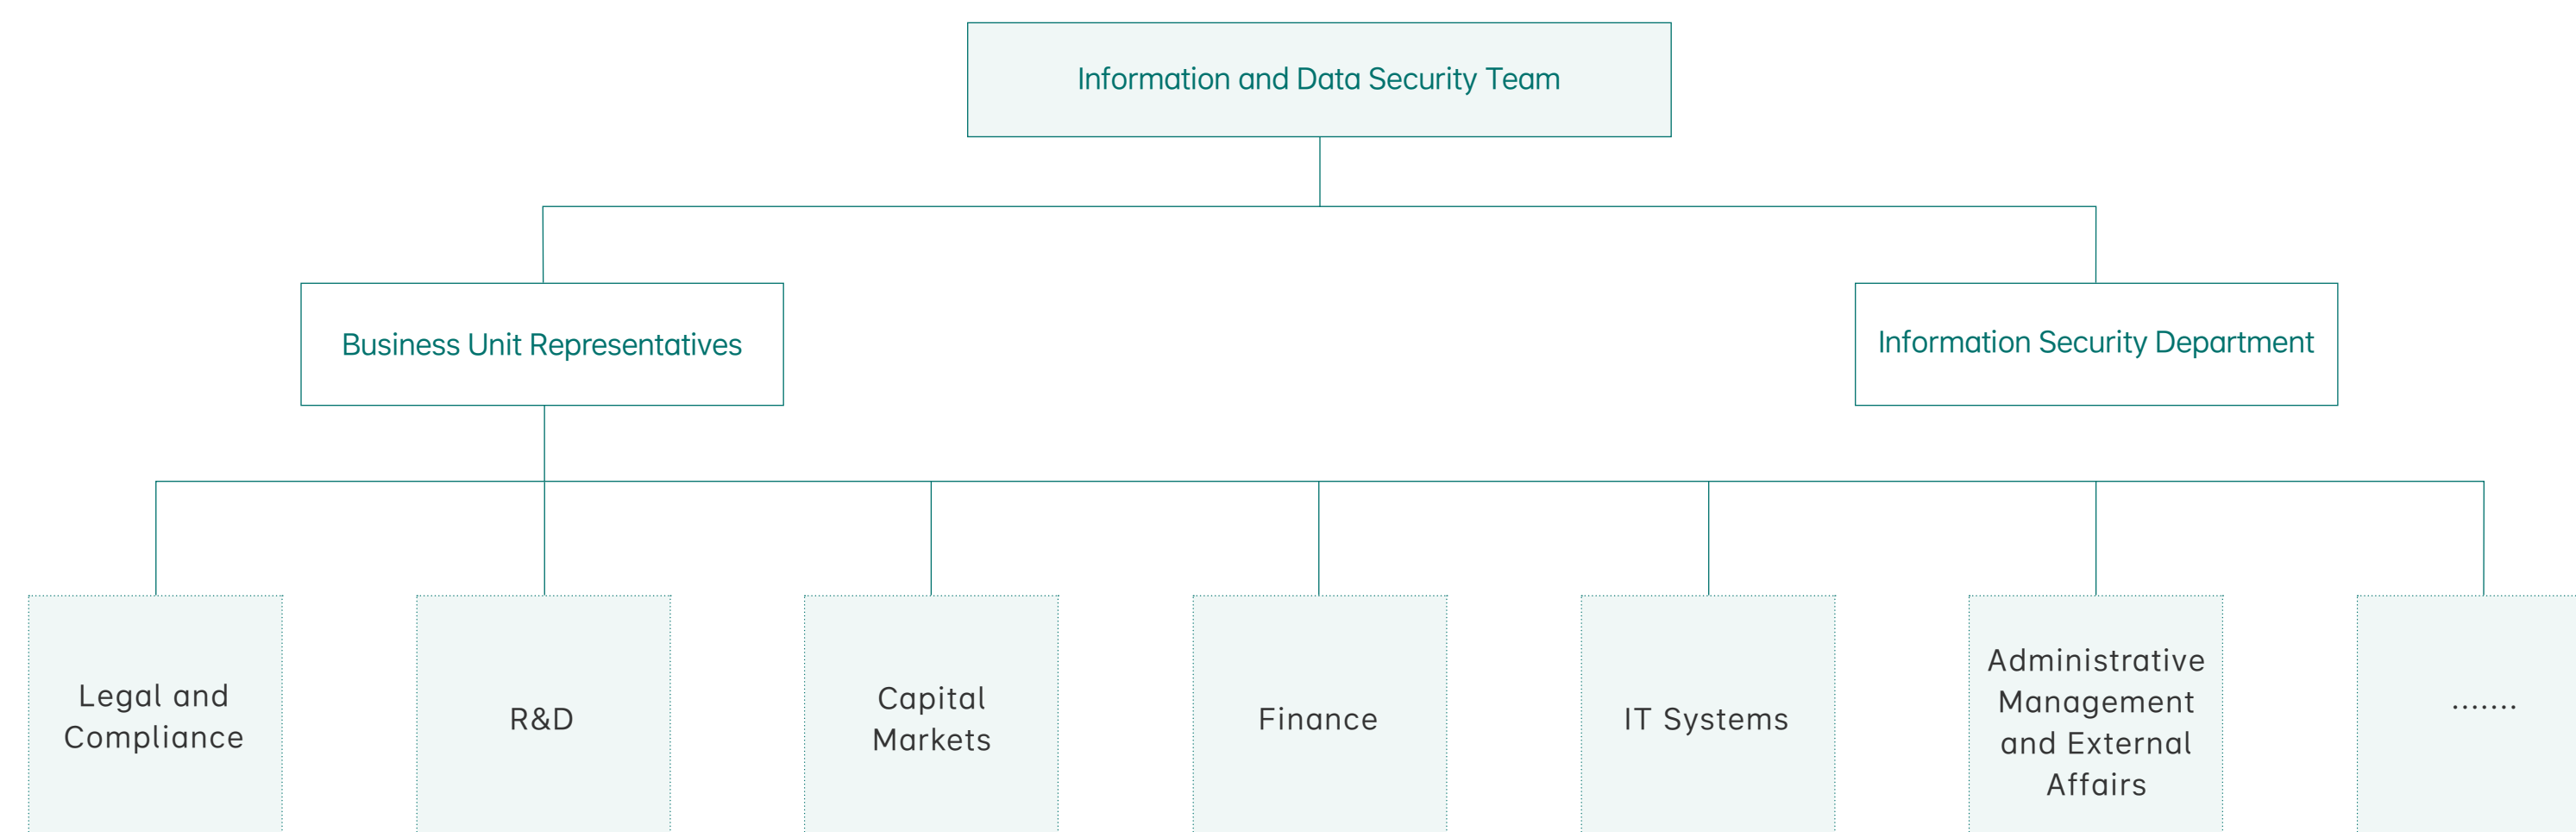 Information and Data Security Team
Business Unit Representatives
Information Security Department
Legal and
Compliance
R&D
Capital
Markets
Finance
IT Systems
Administrative
Management
and External
Affairs
.......